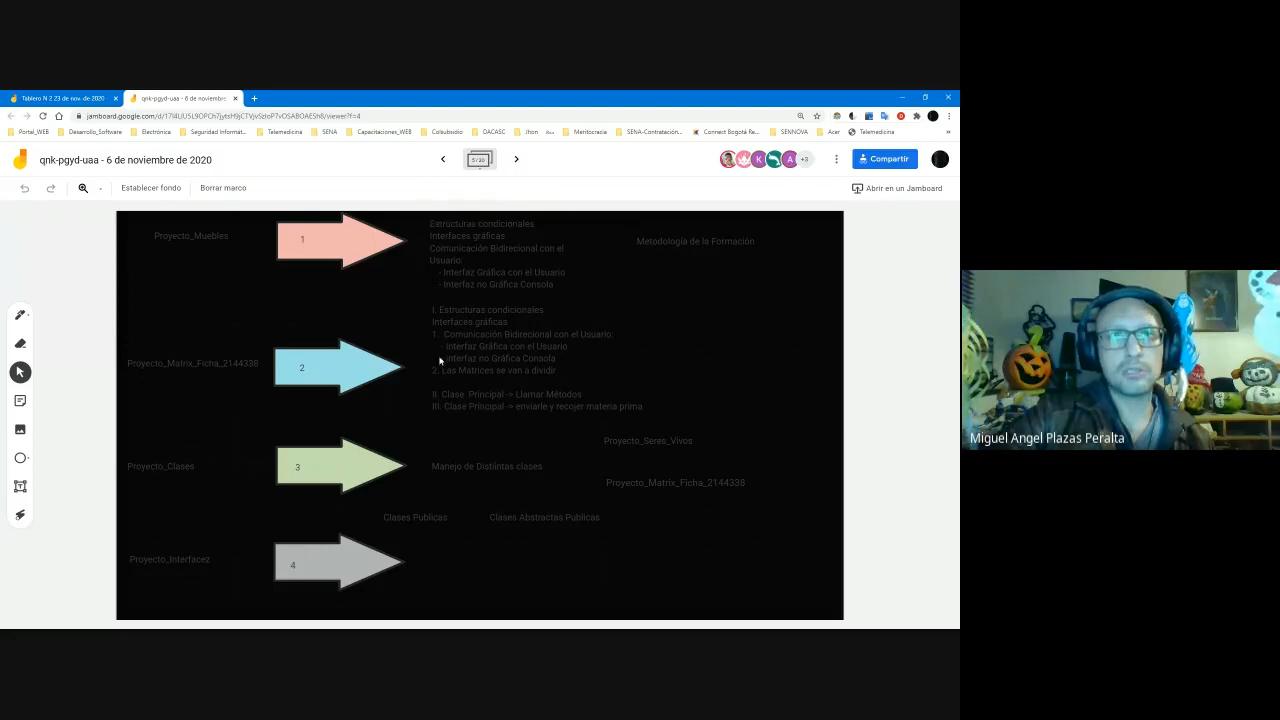 Tablero N 2 23 de nov. de 2020
qnk-pgyd-uaa - 6 de noviembre
Portal_WEB
Desarrollo_Software
Electrónica
Seguridad Informát...
Telemedicina
SENA
Capacitaciones_WEB
Colsubsidio
DACASC
Jhon
Meritocracia
SENA-Contratación...
Connect Bogotá Re...
SENNOVA
Acer
Telemedicina
qnk-pgyd-uaa - 6 de noviembre de 2020
5 / 20
K
A
+3
Compartir
Establecer fondo
Borrar marco
Abrir en un Jamboard
Proyecto_Muebles
1
Estructuras condicionales
Interfaces gráficas
Comunicación Bidirecional con el
Usuario:
- Interfaz Gráfica con el Usuario
- Interfaz no Gráfica Consola
Metodología de la Formación
Proyecto_Matrix_Ficha_2144338
2
I. Estructuras condicionales
Interfaces gráficas
1. Comunicación Bidirecional con el Usuario:
- Interfaz Gráfica con el Usuario
- Interfaz no Gráfica Consola
2. Las Matrices se van a dividir
II. Clase Principal -> Llamar Métodos
III. Clase Principal -> enviarle y recojer materia prima
Proyecto_Clases
3
Manejo de Distiintas clases
Proyecto_Seres_Vivos
Proyecto_Matrix_Ficha_2144338
Clases Publicas
Clases Abstractas Publicas
Proyecto_Interfacez
4
Miguel Angel Plazas Peralta